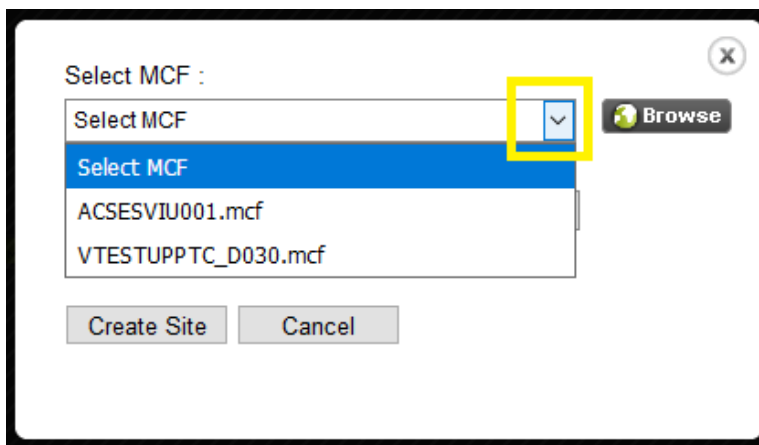 Select MCF :
Select MCF
Browse
Select MCF
ACSESVIU001.mcf
VTESTUPPTC_D030.mcf
Create Site
Cancel